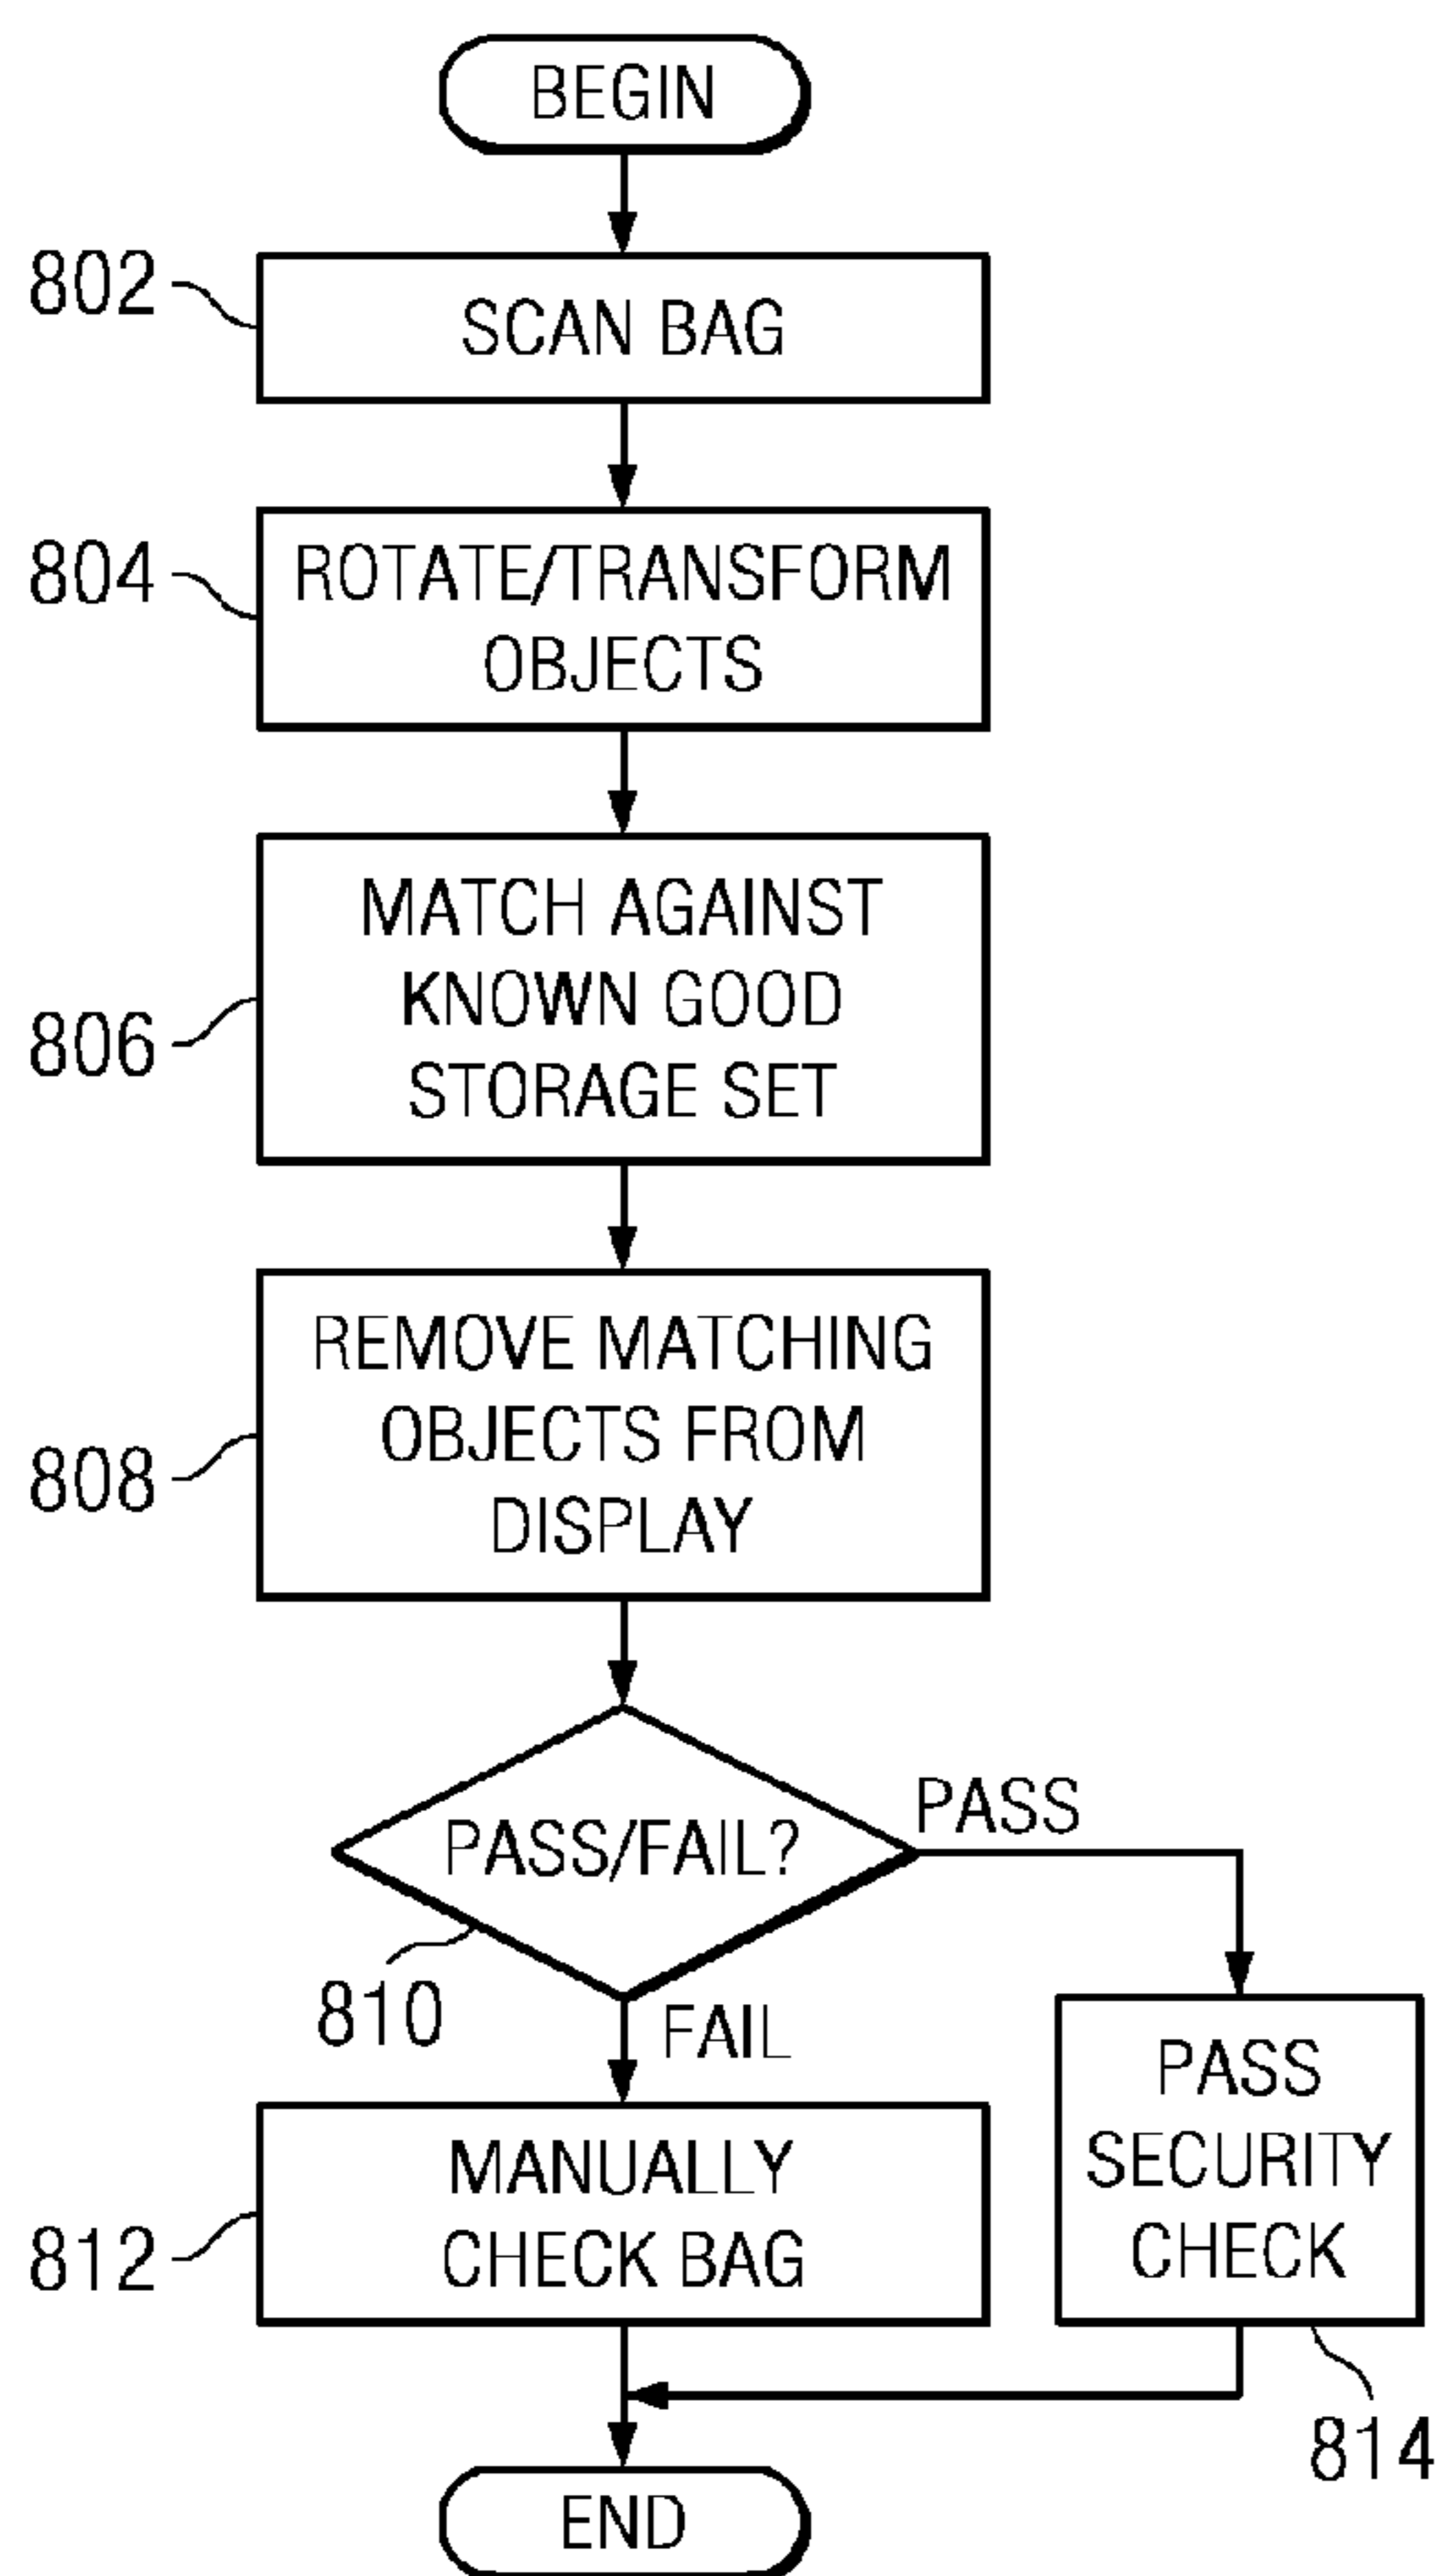 BEGIN
802
SCAN BAG
804
ROTATE/TRANSFORM
OBJECTS
806
MATCH AGAINST
KNOWN GOOD
STORAGE SET
808
REMOVE MATCHING
OBJECTS FROM
DISPLAY
PASS/FAIL?
PASS
810
FAIL
812
MANUALLY
CHECK BAG
PASS
SECURITY
CHECK
814
END